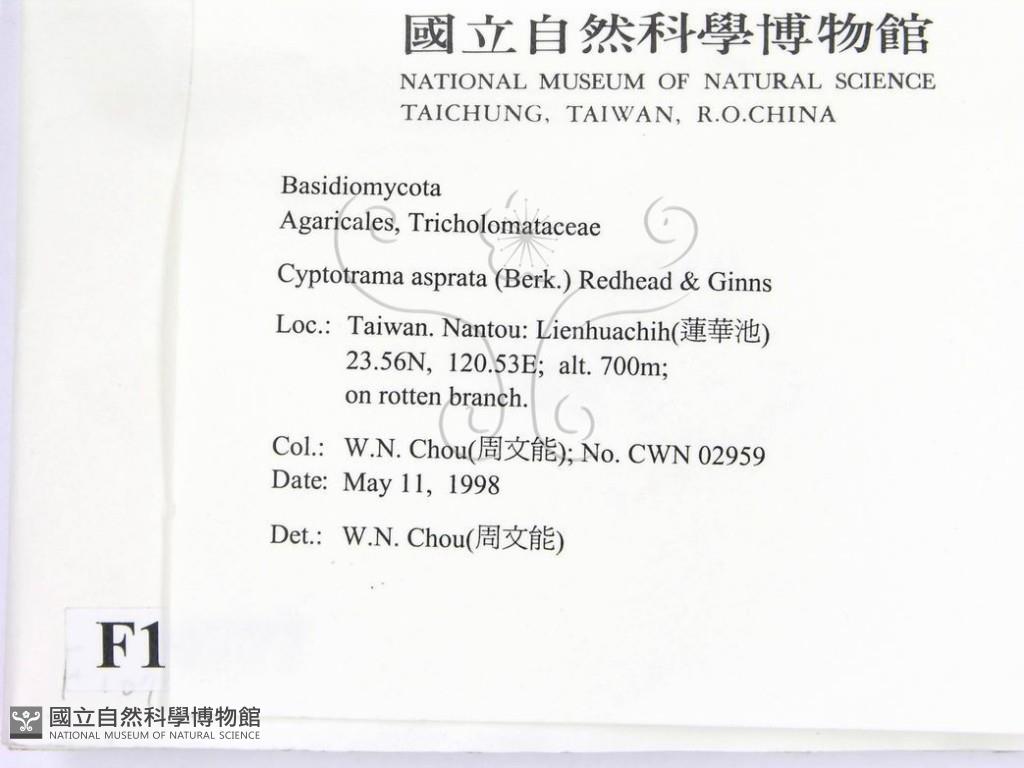 國立自然科學博物館
NATIONAL MUSEUM OF NATURAL SCIENCE
TAICHUNG, TAIWAN, R.O.CHINA
Basidiomycota
Agaricales, Tricholomataceae
Cyptotrama asprata (Berk.) Redhead & Ginns
Loc.: Taiwan. Nantou: Lienhuachih(蓮華池)
23.56N, 120.53E; alt. 700m;
on rotten branch.
Col.: W.N. Chou(周文能); No. CWN 02959
Date: May 11, 1998
Det.: W.N. Chou(周文能)
F1
國立自然科學博物館
NATIONAL MUSEUM OF NATURAL SCIENCE